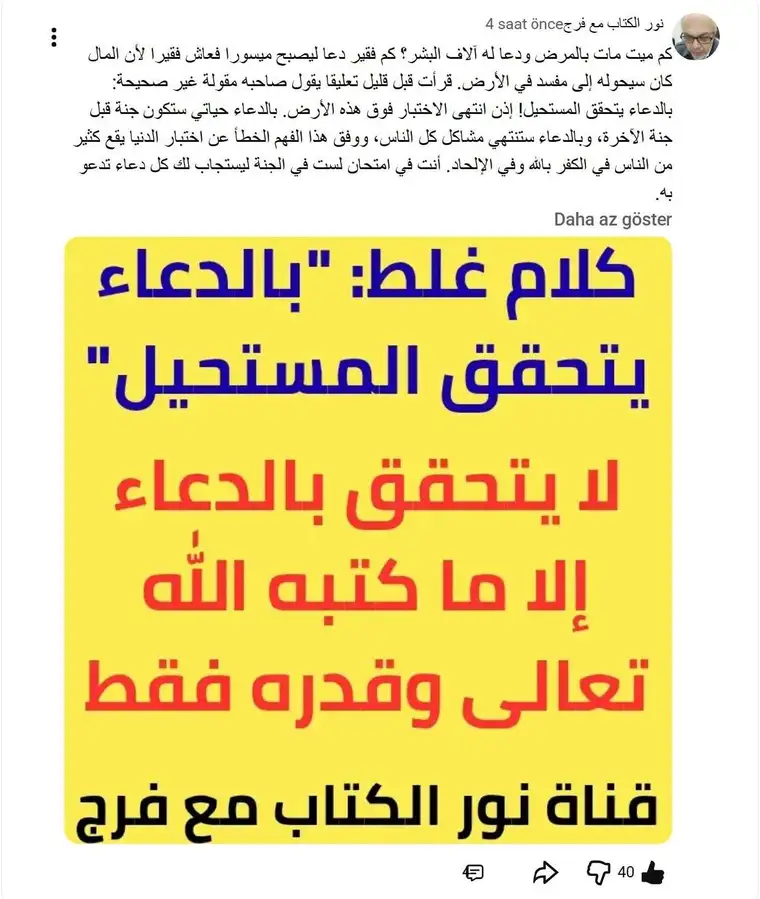 نور الكتاب مع فرج 4 saat önce
كم ميت مات بالمرض ودعا له آلاف البشر؟ كم فقير دعا ليصبح ميسورا فعاش فقيرا لأن المال
كان سيحوله إلى مفسد في الأرض. قرأت قبل قليل تعليقا يقول صاحبه مقولة غير صحيحة:
بالدعاء يتحقق المستحيل! إذن انتهى الاختبار فوق هذه الأرض. بالدعاء حياتي ستكون جنة قبل
جنة الآخرة، وبالدعاء ستنتهي مشاكل كل الناس، ووفق هذا الفهم الخطأ عن اختبار الدنيا يقع كثير
من الناس في الكفر بالله وفي الإلحاد. أنت في امتحان لست في الجنة ليستجاب لك كل دعاء تدعو
به.
Daha az göster
كلام غلط: "بالدعاء
يتحقق المستحيل"
لا يتحقق بالدعاء
إلا ما كتبه الله
تعالى وقدره فقط
قناة نور الكتاب مع فرج
40
4